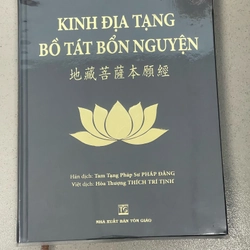 KINH ĐỊA TẠNG
BỒ TÁT BỔN NGUYỆN
地藏菩薩本願經
Hán dịch: Tam Tạng Pháp Sư PHÁP ĐĂNG
Việt dịch: Hòa Thượng THÍCH TRÍ TỊNH
NHÀ XUẤT BẢN TÔN GIÁO